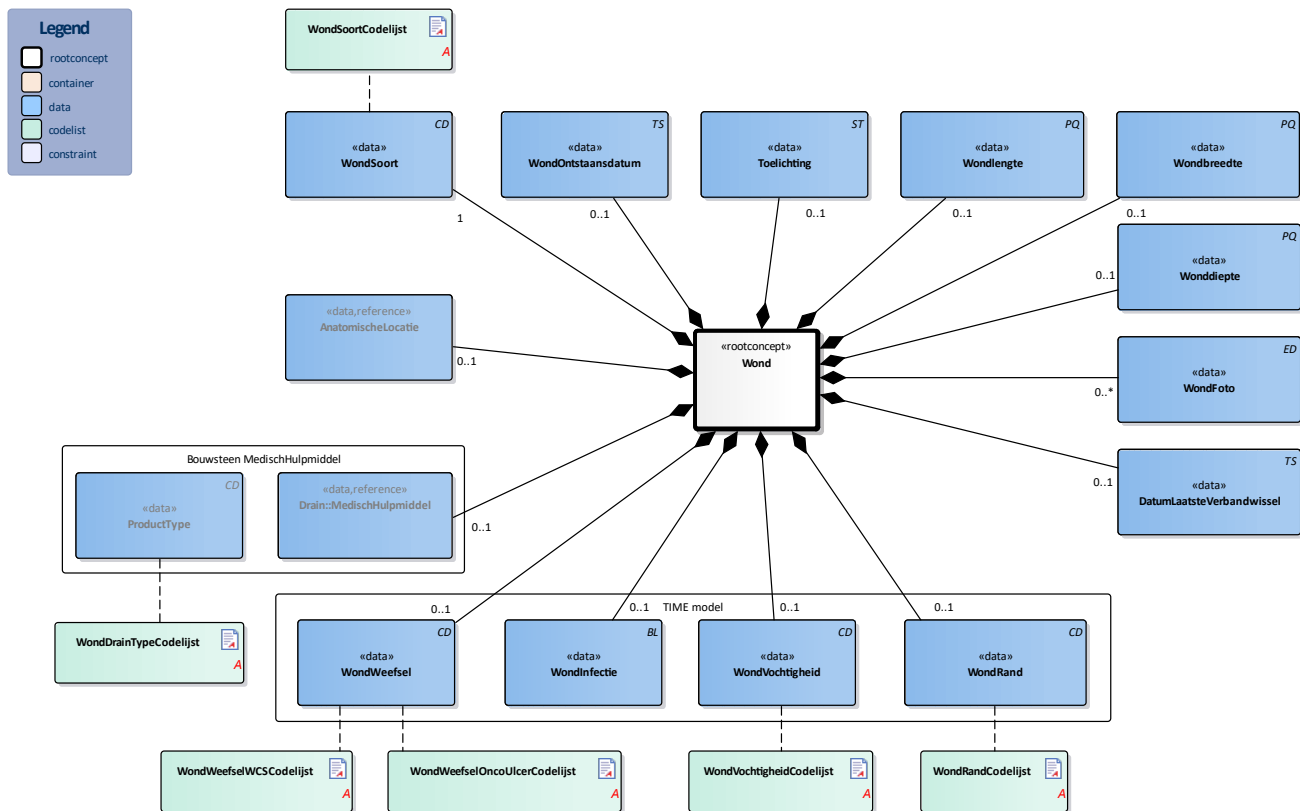 Legend
rootconcept
container
data
codelist
constraint
WondSoortCodelijst
A
CD
«data»
WondSoort
TS
«data»
WondOntstaansdatum
ST
«data»
Toelichting
PQ
«data»
Wondlengte
PQ
«data»
Wondbreedte
1
0..1
0..1
0..1
0..1
PQ
«data»
Wonddiepte
0..1
«data,reference»
AnatomischeLocatie
0..1
«rootconcept»
Wond
ED
«data»
WondFoto
0..*
TS
«data»
DatumLaatsteVerbandwissel
0..1
Bouwsteen MedischHulpmiddel
CD
«data»
ProductType
«data,reference»
Drain::MedischHulpmiddel
0..1
WondDrainTypeCodelijst
A
TIME model
0..1
0..1
0..1
0..1
CD
«data»
WondWeefsel
BL
«data»
WondInfectie
CD
«data»
WondVochtigheid
CD
«data»
WondRand
WondWeefselWCSCodelijst
A
WondWeefselOncoUlcerCodelijst
A
WondVochtigheidCodelijst
A
WondRandCodelijst
A